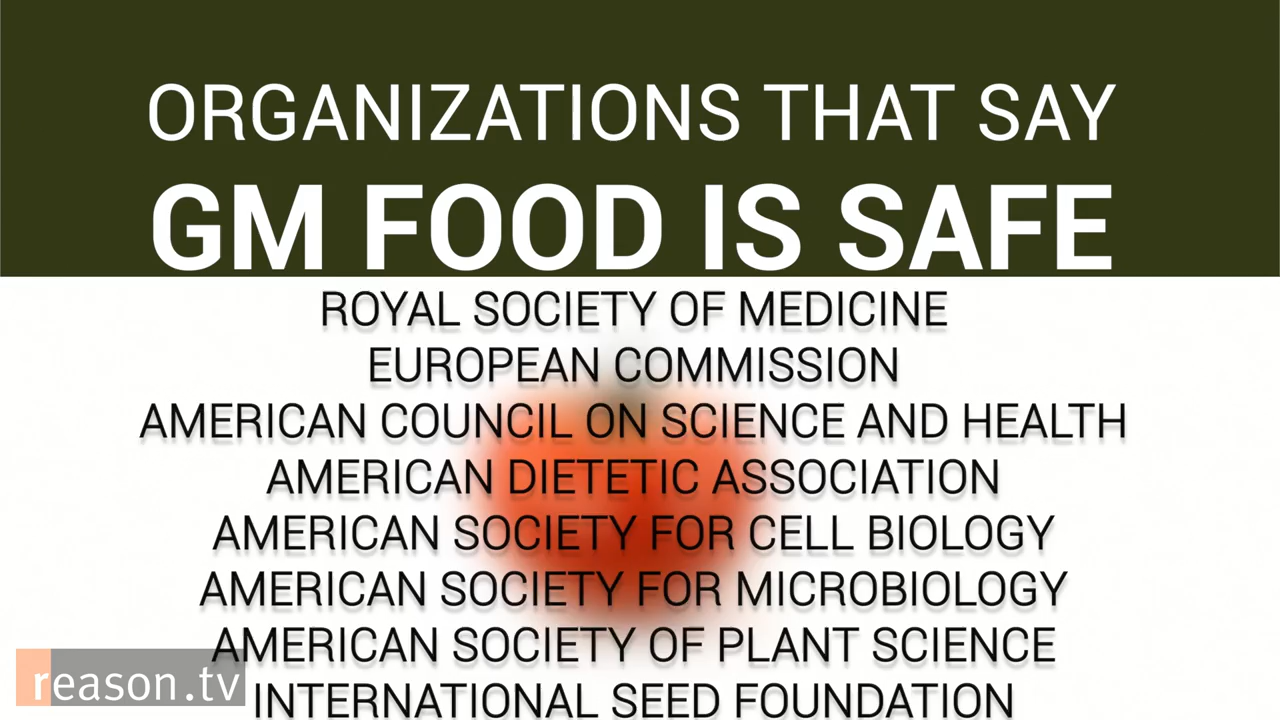 ORGANIZATIONS THAT SAY
GM FOOD IS SAFE
ROYAL SOCIETY OF MEDICINE
EUROPEAN COMMISSION
AMERICAN COUNCIL ON SCIENCE AND HEALTH
AMERICAN DIETETIC ASSOCIATION
AMERICAN SOCIETY FOR CELL BIOLOGY
AMERICAN SOCIETY FOR MICROBIOLOGY
AMERICAN SOCIETY OF PLANT SCIENCE
INTERNATIONAL SEED FOUNDATION
reason.tv